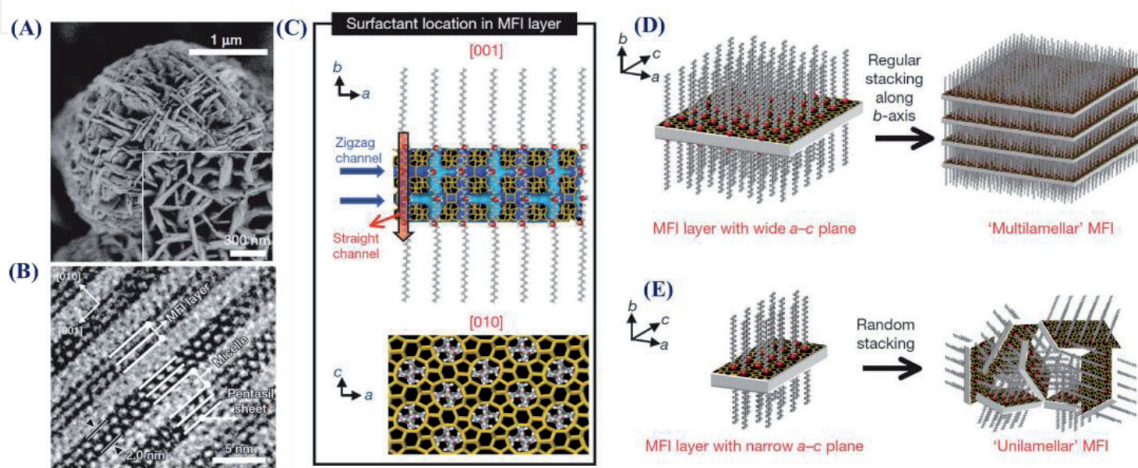 (A)
1 μm
300 nm
(B)
[010]
[001]
MFI layer
Micelle
Pentasil
sheet
2.0 nm
5 nm
(C)
Surfactant location in MFI layer
[001]
b
a
Zigzag
channel
Straight
channel
[010]
c
a
(D)
b
c
a
Regular
stacking
along
b-axis
MFI layer with wide a–c plane
'Multilamellar' MFI
(E)
b
c
a
Random
stacking
MFI layer with narrow a–c plane
'Unilamellar' MFI